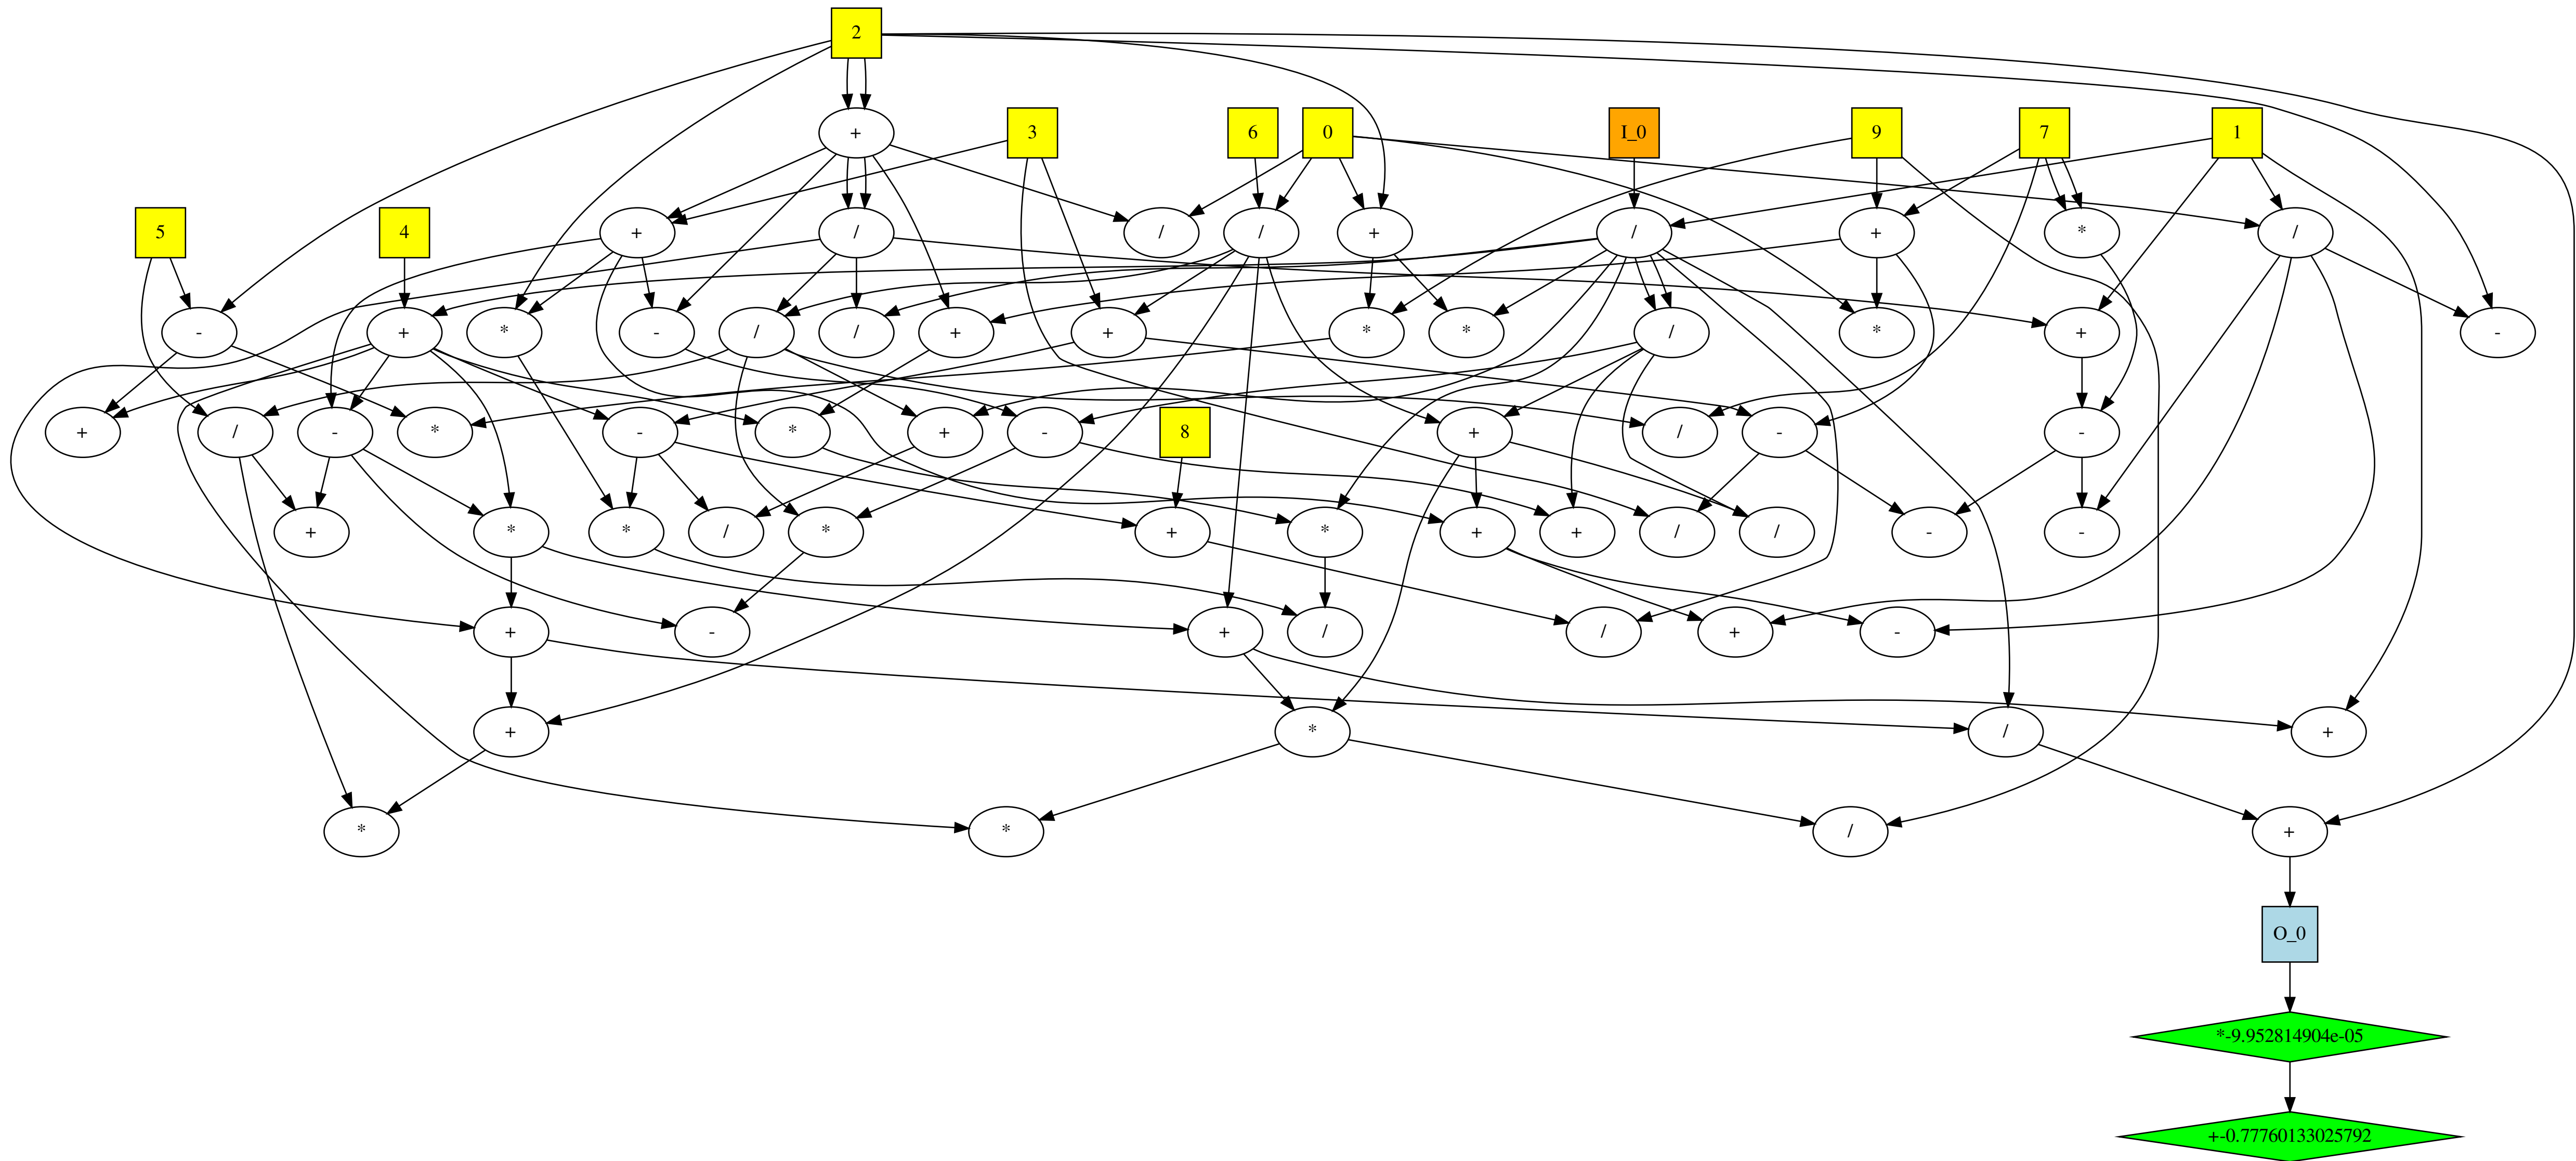 2
+ 3 6 0 I_0 9 7 1
5 4 + / / / + / + * /
- + * - / / + + * * / * + -
+ / - * - * + - 8 + / - -
+ * * / * + * + + / / - -
+ - + / / + -
+ * / +
* * / +
O_0
*-9.952814904e-05
+-0.77760133025792